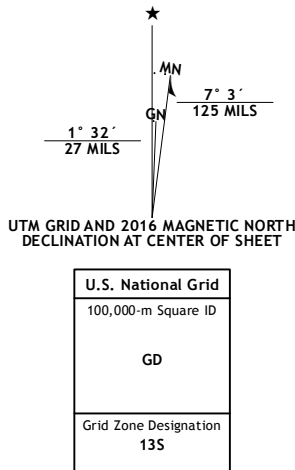 ★
MN
7° 3´
125 MILS
GN
1° 32´
27 MILS
UTM GRID AND 2016 MAGNETIC NORTH
DECLINATION AT CENTER OF SHEET
U.S. National Grid
100,000-m Square ID
GD
Grid Zone Designation
13S